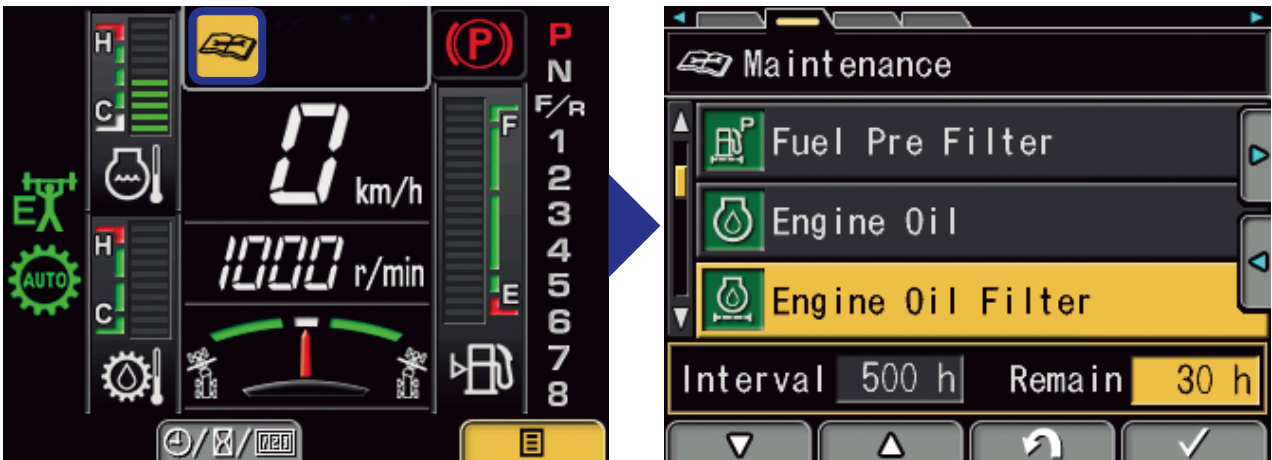 H
C
P
P
N
F/R
1
2
3
4
5
6
7
8
0 km/h
F
E
E
AUTO
H
C
1000 r/min
Maintenance
P
Fuel Pre Filter
Engine Oil
Engine Oil Filter
Interval 500 h Remain 30 h